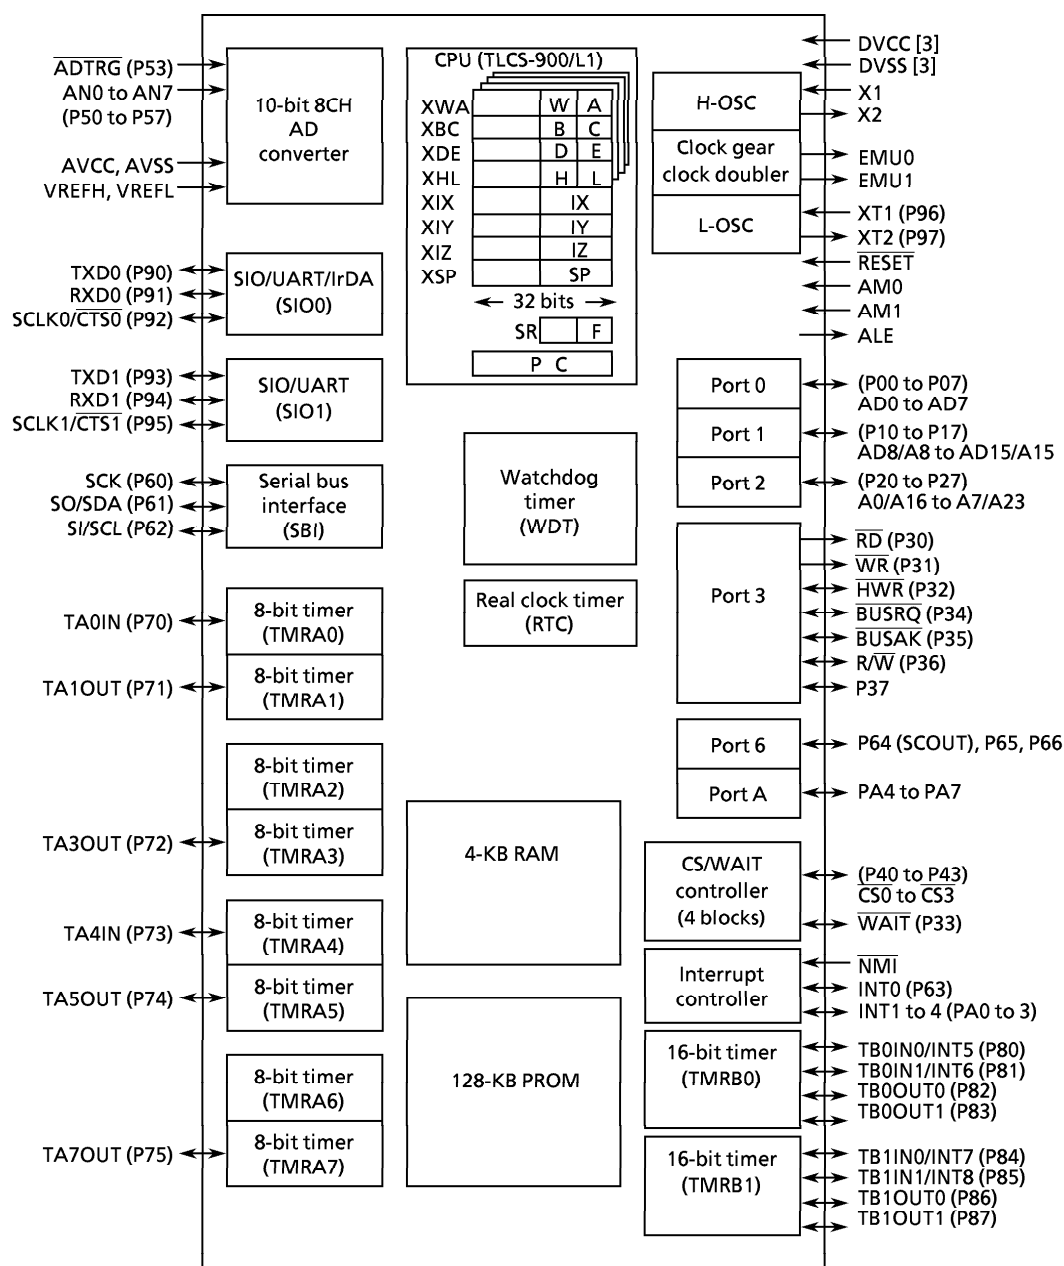 ADTRG (P53)
AN0 to AN7
(P50 to P57)
AVCC, AVSS
VREFH, VREFL
10-bit 8CH
AD
converter
TXD0 (P90)
RXD0 (P91)
SCLK0/CTS0 (P92)
SIO/UART/IrDA
(SIO0)
TXD1 (P93)
RXD1 (P94)
SCLK1/CTS1 (P95)
SIO/UART
(SIO1)
SCK (P60)
SO/SDA (P61)
SI/SCL (P62)
Serial bus
interface
(SBI)
TA0IN (P70)
8-bit timer
(TMRA0)
TA1OUT (P71)
8-bit timer
(TMRA1)
8-bit timer
(TMRA2)
TA3OUT (P72)
8-bit timer
(TMRA3)
TA4IN (P73)
8-bit timer
(TMRA4)
TA5OUT (P74)
8-bit timer
(TMRA5)
8-bit timer
(TMRA6)
TA7OUT (P75)
8-bit timer
(TMRA7)
CPU (TLCS-900/L1)
XWA W A
XBC B C
XDE D E
XHL H L
XIX IX
XIY IY
XIZ IZ
XSP SP
32 bits
SR F
P C
Watchdog
timer
(WDT)
Real clock timer
(RTC)
4-KB RAM
128-KB PROM
H-OSC
Clock gear
clock doubler
L-OSC
DVCC [3]
DVSS [3]
X1
X2
EMU0
EMU1
XT1 (P96)
XT2 (P97)
RESET
AM0
AM1
ALE
Port 0
(P00 to P07)
AD0 to AD7
Port 1
(P10 to P17)
AD8/A8 to AD15/A15
Port 2
(P20 to P27)
A0/A16 to A7/A23
Port 3
RD (P30)
WR (P31)
HWR (P32)
BUSRQ (P34)
BUSAK (P35)
R/W (P36)
P37
Port 6
P64 (SCOUT), P65, P66
Port A
PA4 to PA7
CS/WAIT
controller
(4 blocks)
(P40 to P43)
CS0 to CS3
WAIT (P33)
Interrupt
controller
NMI
INT0 (P63)
INT1 to 4 (PA0 to 3)
16-bit timer
(TMRB0)
TB0IN0/INT5 (P80)
TB0IN1/INT6 (P81)
TB0OUT0 (P82)
TB0OUT1 (P83)
16-bit timer
(TMRB1)
TB1IN0/INT7 (P84)
TB1IN1/INT8 (P85)
TB1OUT0 (P86)
TB1OUT1 (P87)